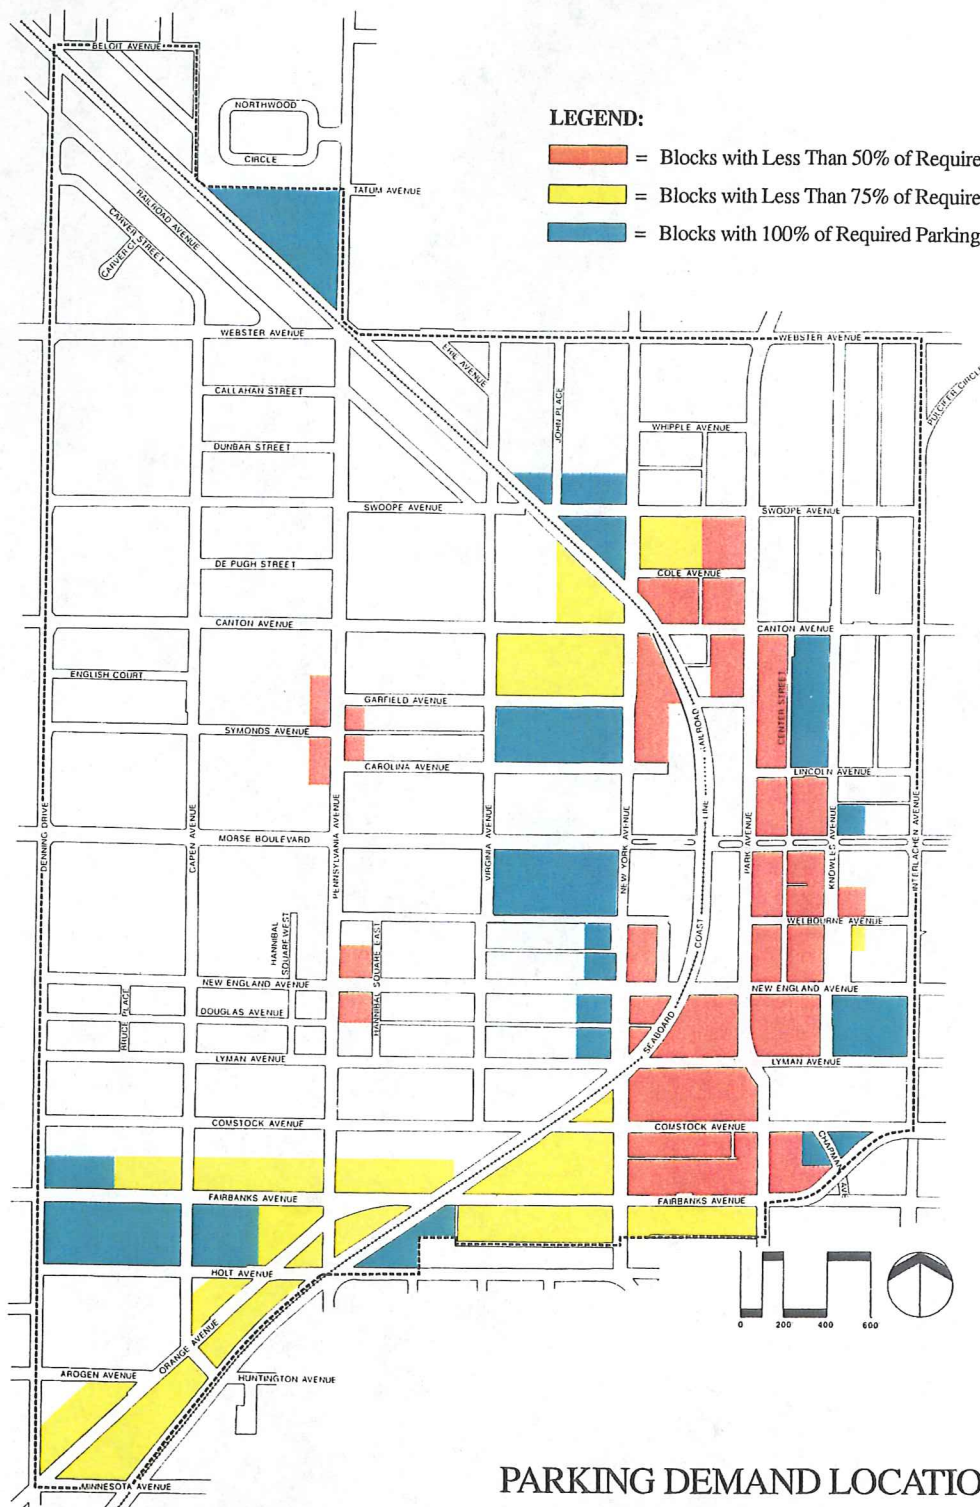 BELOIT AVENUE
NORTHWOOD
CIRCLE
LEGEND:
= Blocks with Less Than 50% of Require
= Blocks with Less Than 75% of Require
= Blocks with 100% of Required Parking
TATUM AVENUE
RAILROAD AVENUE
CARVER STREET
CARVER CT
WEBSTER AVENUE
WEBSTER AVENUE
ERIE AVENUE
PULCIFER CIRCLE
CALLAHAN STREET
JOHN PLACE
WHIPPLE AVENUE
DUNBAR STREET
SWOOPE AVENUE
SWOOPE AVENUE
DE PUGH STREET
COLE AVENUE
CANTON AVENUE
CANTON AVENUE
ENGLISH COURT
GARFIELD AVENUE
CENTER STREET
SYMONDS AVENUE
RAILROAD
CAROLINA AVENUE
LINCOLN AVENUE
DENNING DRIVE
CAPEN AVENUE
PENNSYLVANIA AVENUE
VIRGINIA AVENUE
NEW YORK AVENUE
LINE
PARK AVENUE
KNOWLES AVENUE
INTERLACHEN AVENUE
MORSE BOULEVARD
COAST
WELBOURNE AVENUE
HANNIBAL
SQUARE WEST
HANNIBAL SQUARE EAST
NEW ENGLAND AVENUE
NEW ENGLAND AVENUE
BRUCE PLACE
DOUGLAS AVENUE
SEABOARD
LYMAN AVENUE
LYMAN AVENUE
COMSTOCK AVENUE
COMSTOCK AVENUE
CHAPMAN AVE
FAIRBANKS AVENUE
FAIRBANKS AVENUE
HOLT AVENUE
0 200 400 600
ORANGE AVENUE
AROGEN AVENUE
HUNTINGTON AVENUE
MINNESOTA AVENUE
PARKING DEMAND LOCATIO